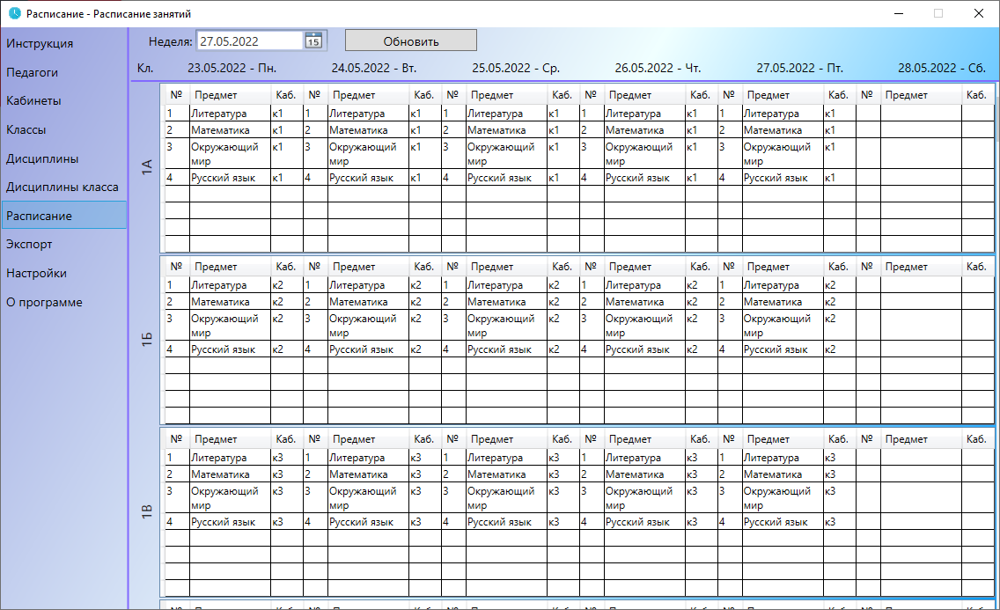 Расписание - Расписание занятий
Инструкция
Педагоги
Кабинеты
Классы
Дисциплины
Дисциплины класса
Расписание
Экспорт
Настройки
О программе
Неделя: 27.05.2022 15 Обновить
Кл. 23.05.2022 - Пн. 24.05.2022 - Вт. 25.05.2022 - Ср. 26.05.2022 - Чт. 27.05.2022 - Пт. 28.05.2022 - Сб.
1А
№ Предмет Каб. № Предмет Каб. № Предмет Каб. № Предмет Каб. № Предмет Каб. № Предмет Каб.
1 Литература к1 1 Литература к1 1 Литература к1 1 Литература к1 1 Литература к1
2 Математика к1 2 Математика к1 2 Математика к1 2 Математика к1 2 Математика к1
3 Окружающий к1 3 Окружающий к1 3 Окружающий к1 3 Окружающий к1 3 Окружающий к1
мир мир мир мир мир
4 Русский язык к1 4 Русский язык к1 4 Русский язык к1 4 Русский язык к1 4 Русский язык к1
1Б
№ Предмет Каб. № Предмет Каб. № Предмет Каб. № Предмет Каб. № Предмет Каб. № Предмет Каб.
1 Литература к2 1 Литература к2 1 Литература к2 1 Литература к2 1 Литература к2
2 Математика к2 2 Математика к2 2 Математика к2 2 Математика к2 2 Математика к2
3 Окружающий к2 3 Окружающий к2 3 Окружающий к2 3 Окружающий к2 3 Окружающий к2
мир мир мир мир мир
4 Русский язык к2 4 Русский язык к2 4 Русский язык к2 4 Русский язык к2 4 Русский язык к2
1В
№ Предмет Каб. № Предмет Каб. № Предмет Каб. № Предмет Каб. № Предмет Каб. № Предмет Каб.
1 Литература к3 1 Литература к3 1 Литература к3 1 Литература к3 1 Литература к3
2 Математика к3 2 Математика к3 2 Математика к3 2 Математика к3 2 Математика к3
3 Окружающий к3 3 Окружающий к3 3 Окружающий к3 3 Окружающий к3 3 Окружающий к3
мир мир мир мир мир
4 Русский язык к3 4 Русский язык к3 4 Русский язык к3 4 Русский язык к3 4 Русский язык к3